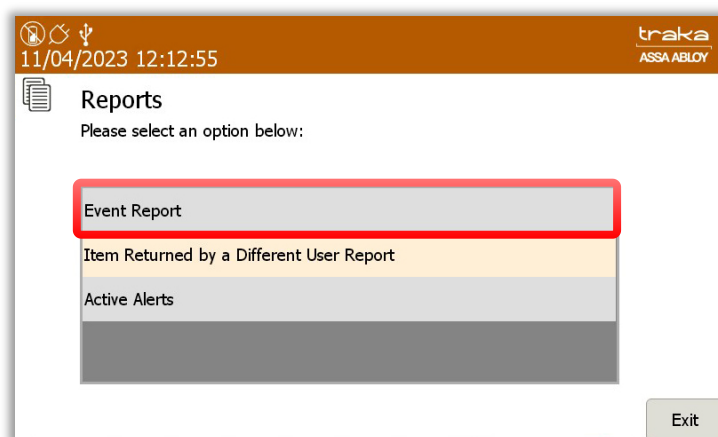 traka
11/04/2023 12:12:55
ASSA ABLOY
Reports
Please select an option below:
Event Report
Item Returned by a Different User Report
Active Alerts
Exit